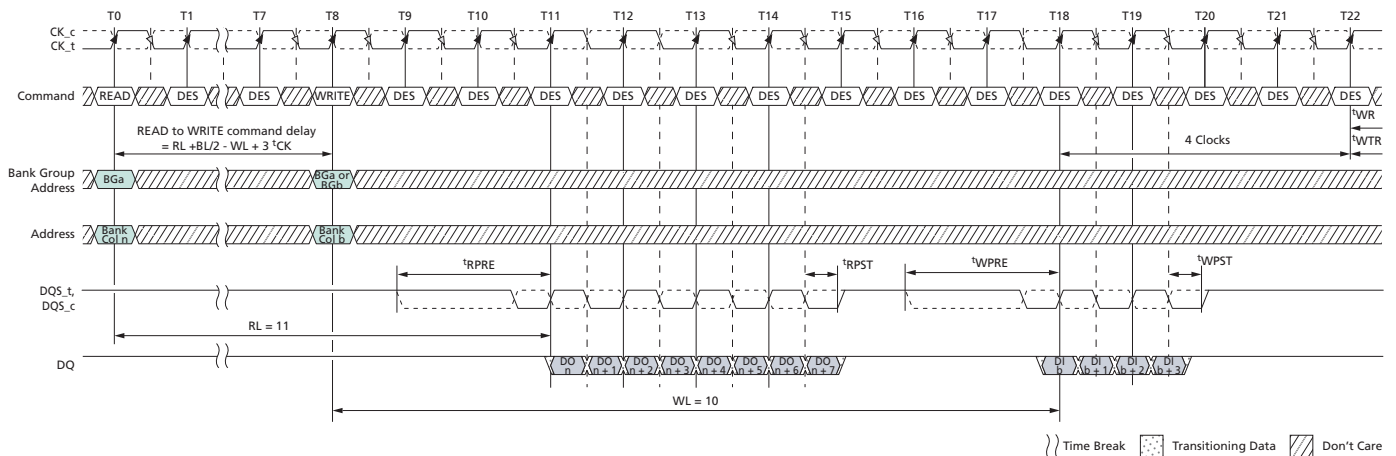 T0 T1 T7 T8 T9 T10 T11 T12 T13 T14 T15 T16 T17 T18 T19 T20 T21 T22
CK_c
CK_t
Command READ DES DES WRITE DES DES DES DES DES DES DES DES DES DES DES DES DES DES
READ to WRITE command delay
= RL +BL/2 - WL + 3 tCK
4 Clocks
tWR
tWTR
Bank Group
Address
BGa
BGa or
BGb
Address
Bank
Col n
Bank
Col b
tRPRE tRPST tWPRE tWPST
DQS_t,
DQS_c
RL = 11
DQ
DO
n
DO
n + 1
DO
n + 2
DO
n + 3
DO
n + 4
DO
n + 5
DO
n + 6
DO
n + 7
DI
b
DI
b + 1
DI
b + 2
DI
b + 3
WL = 10
Time Break Transitioning Data Don't Care